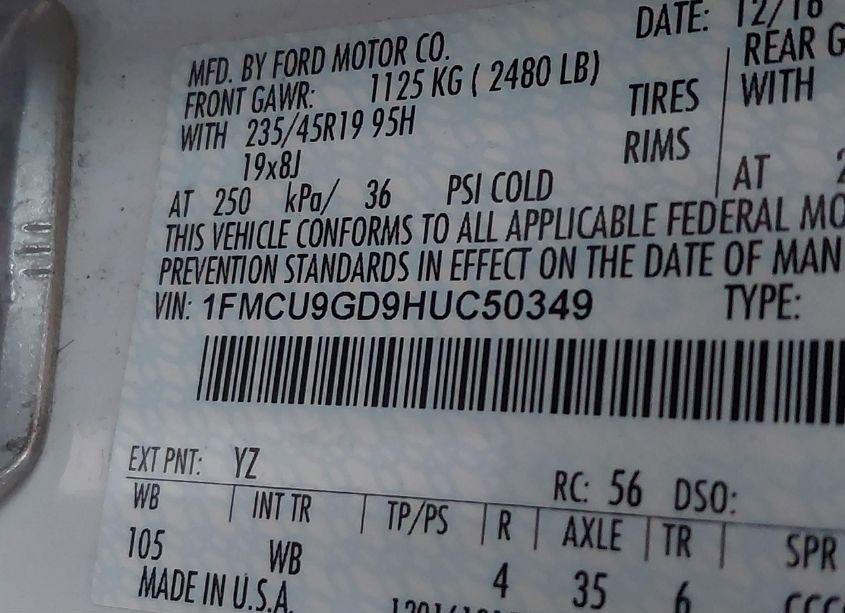 DATE: 12/16
MFD. BY FORD MOTOR CO.
FRONT GAWR: 1125 KG ( 2480 LB) REAR
WITH 235/45R19 95H TIRES WITH
19x8J RIMS
AT 250 kPa/ 36 PSI COLD AT
THIS VEHICLE CONFORMS TO ALL APPLICABLE FEDERAL
PREVENTION STANDARDS IN EFFECT ON THE DATE OF MAN
VIN: 1FMCU9GD9HUC50349 TYPE:
EXT PNT: YZ RC: 56 DSO:
WB INT TR TP/PS R AXLE TR SPR
105 WB 4 35 6
MADE IN U.S.A.